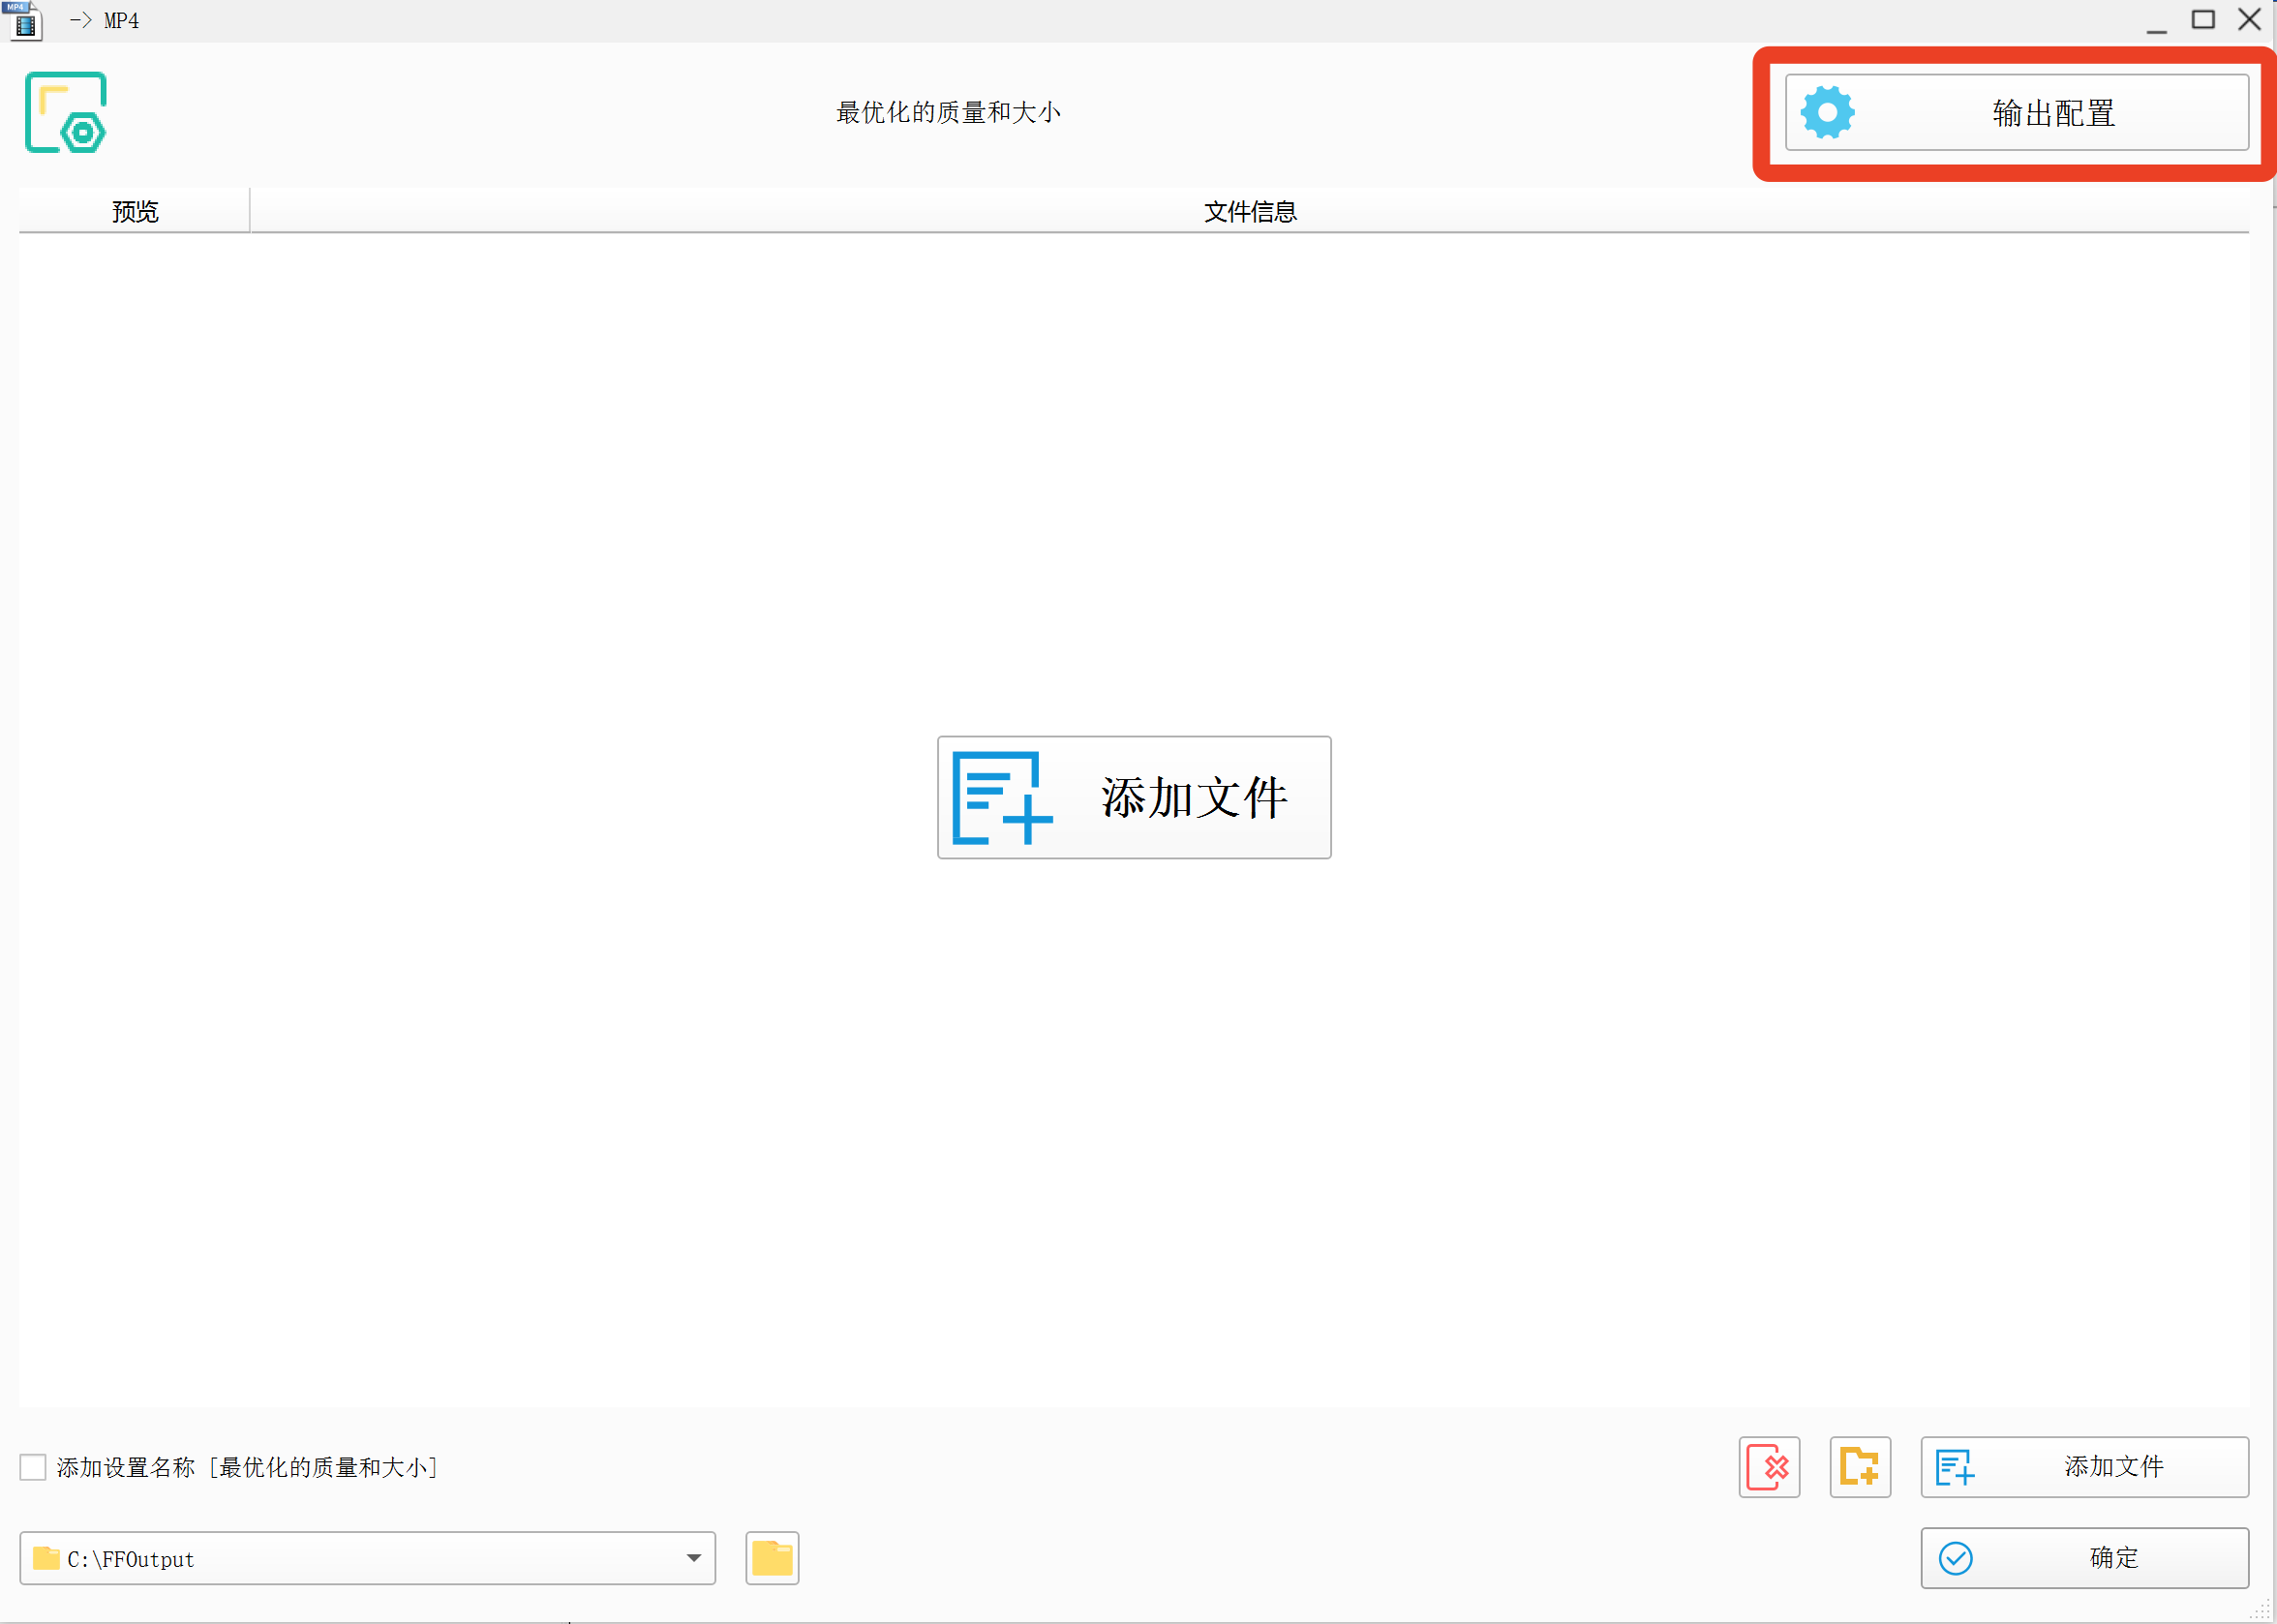 MP4
-> MP4
最优化的质量和大小
输出配置
预览
文件信息
添加文件
添加设置名称 [最优化的质量和大小]
添加文件
C:\FFOutput
确定